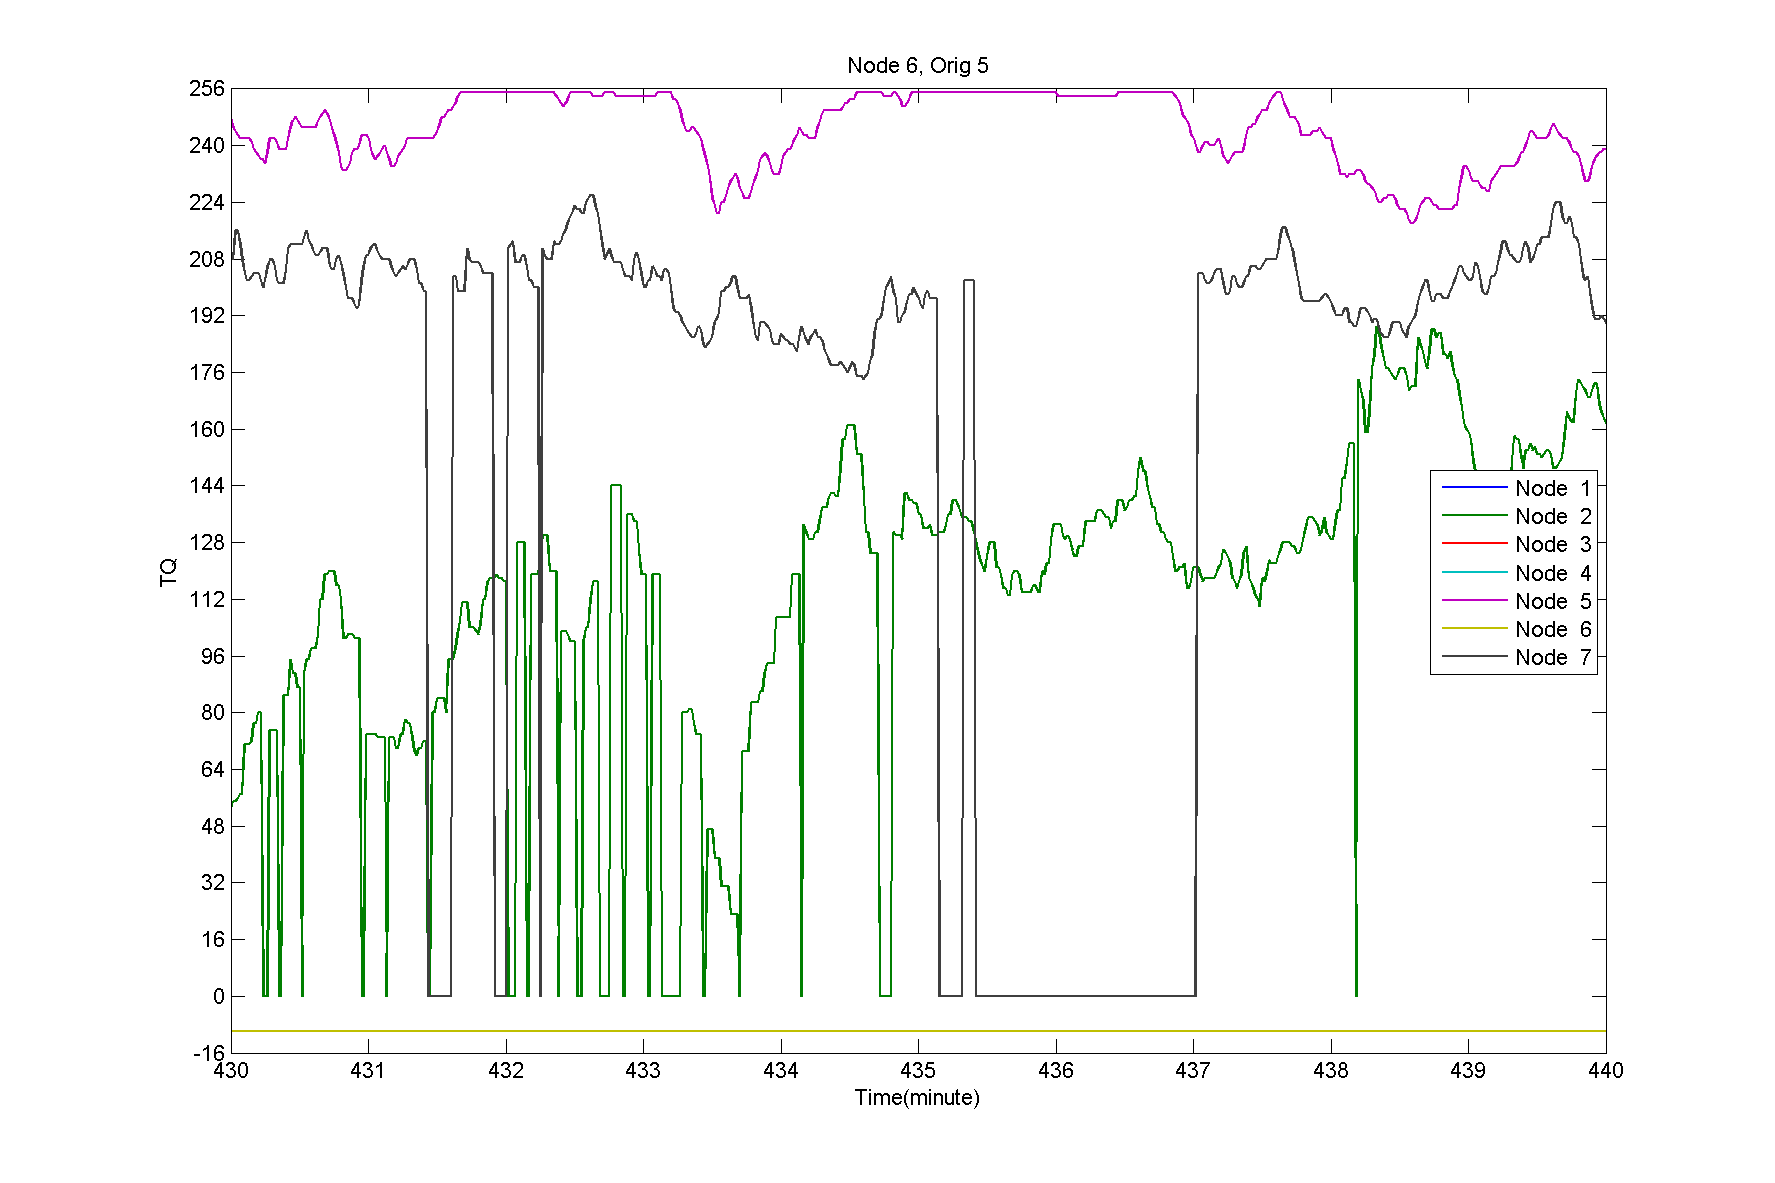 Node 6, Orig 5
256
240
224
208
192
176
160
144
128
112
96
80
64
48
32
16
0
-16
TQ
Node 1
Node 2
Node 3
Node 4
Node 5
Node 6
Node 7
430 431 432 433 434 435 436 437 438 439 440
Time(minute)